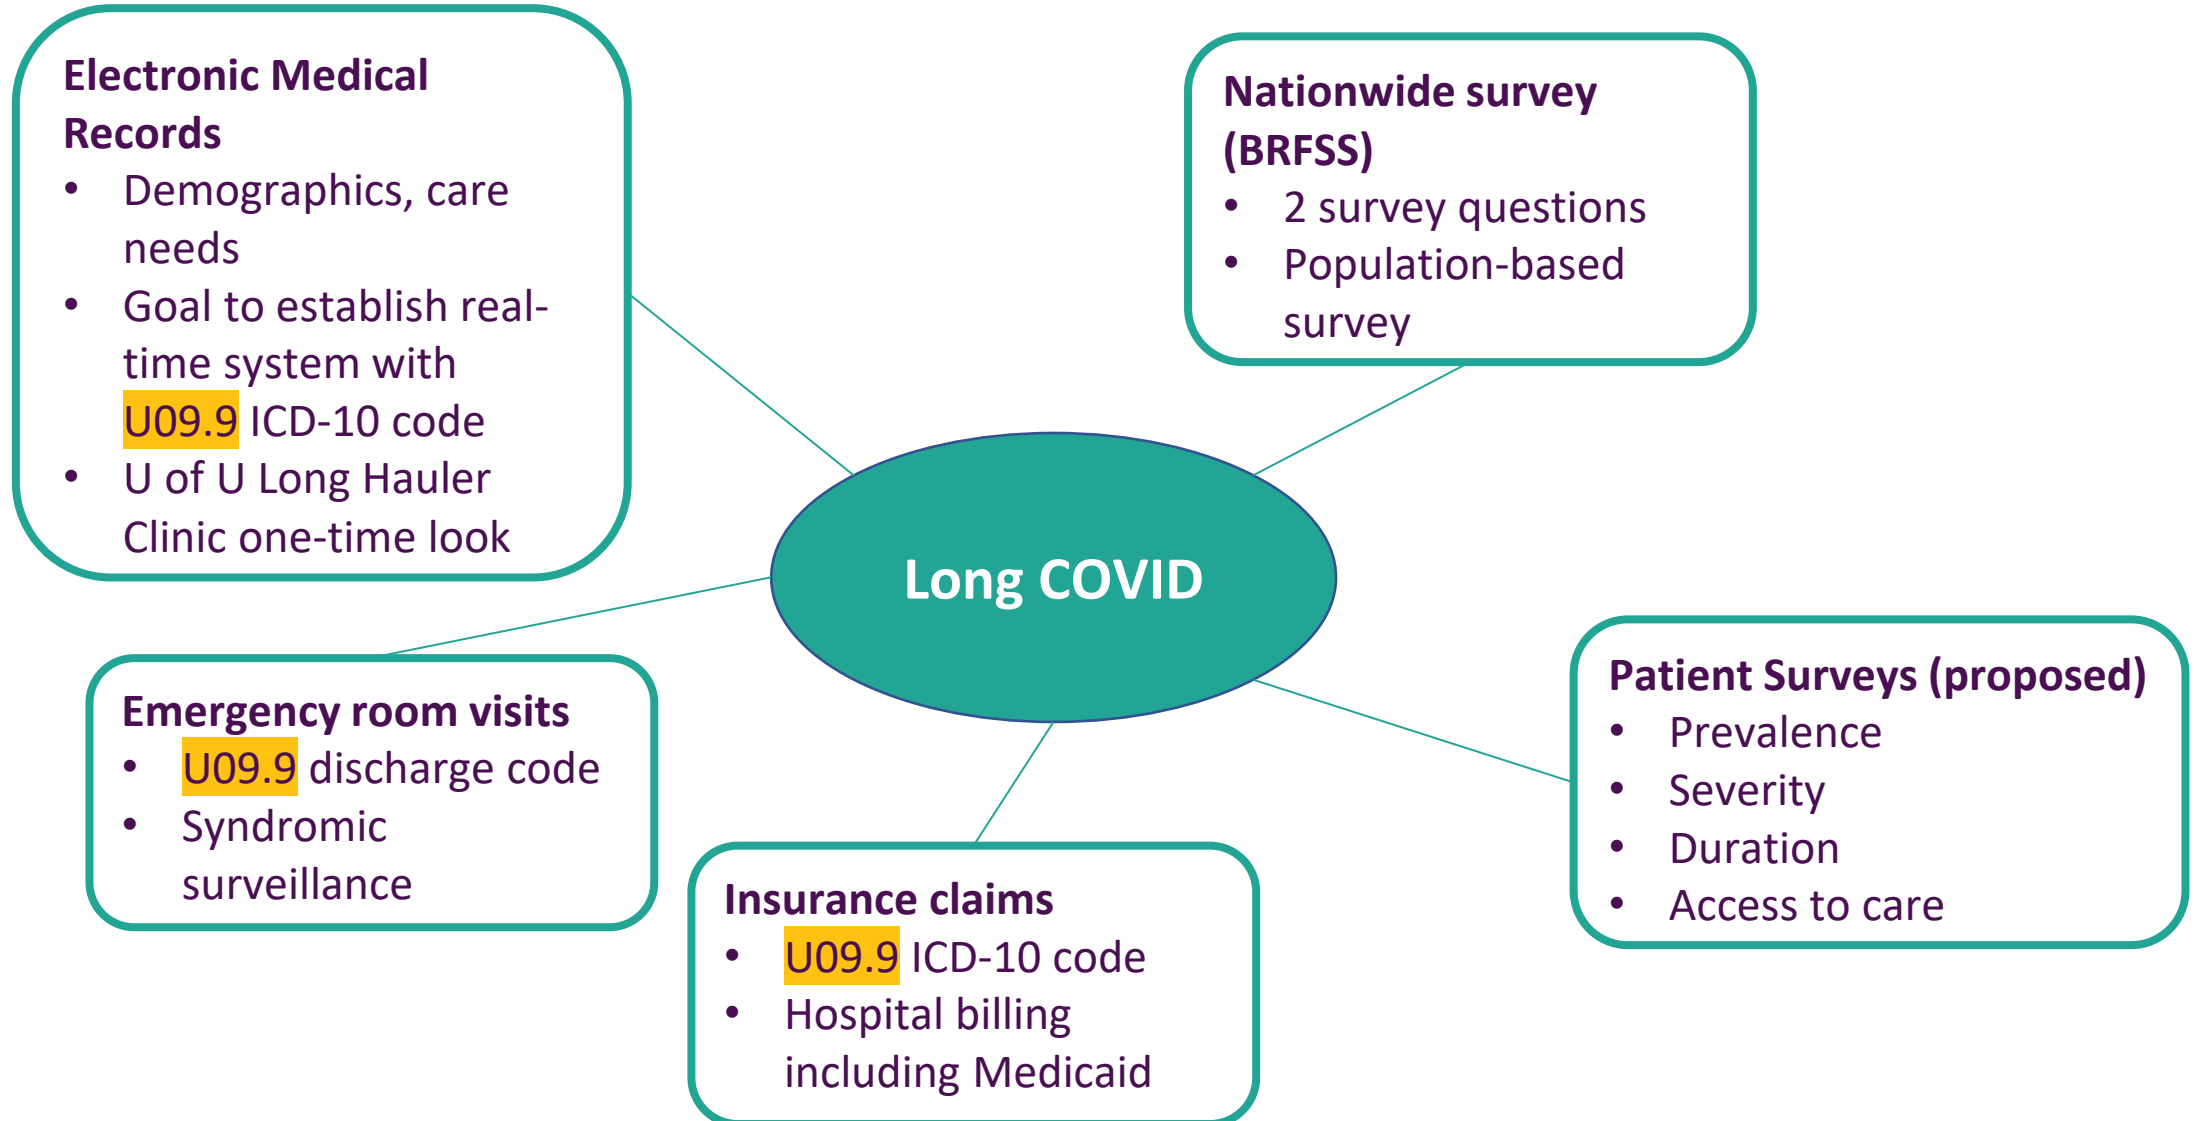 Electronic Medical
Records
• Demographics, care
needs
• Goal to establish real-
time system with
U09.9 ICD-10 code
• U of U Long Hauler
Clinic one-time look
Nationwide survey
(BRFSS)
• 2 survey questions
• Population-based
survey
Long COVID
Emergency room visits
• U09.9 discharge code
• Syndromic
surveillance
Insurance claims
• U09.9 ICD-10 code
• Hospital billing
including Medicaid
Patient Surveys (proposed)
• Prevalence
• Severity
• Duration
• Access to care